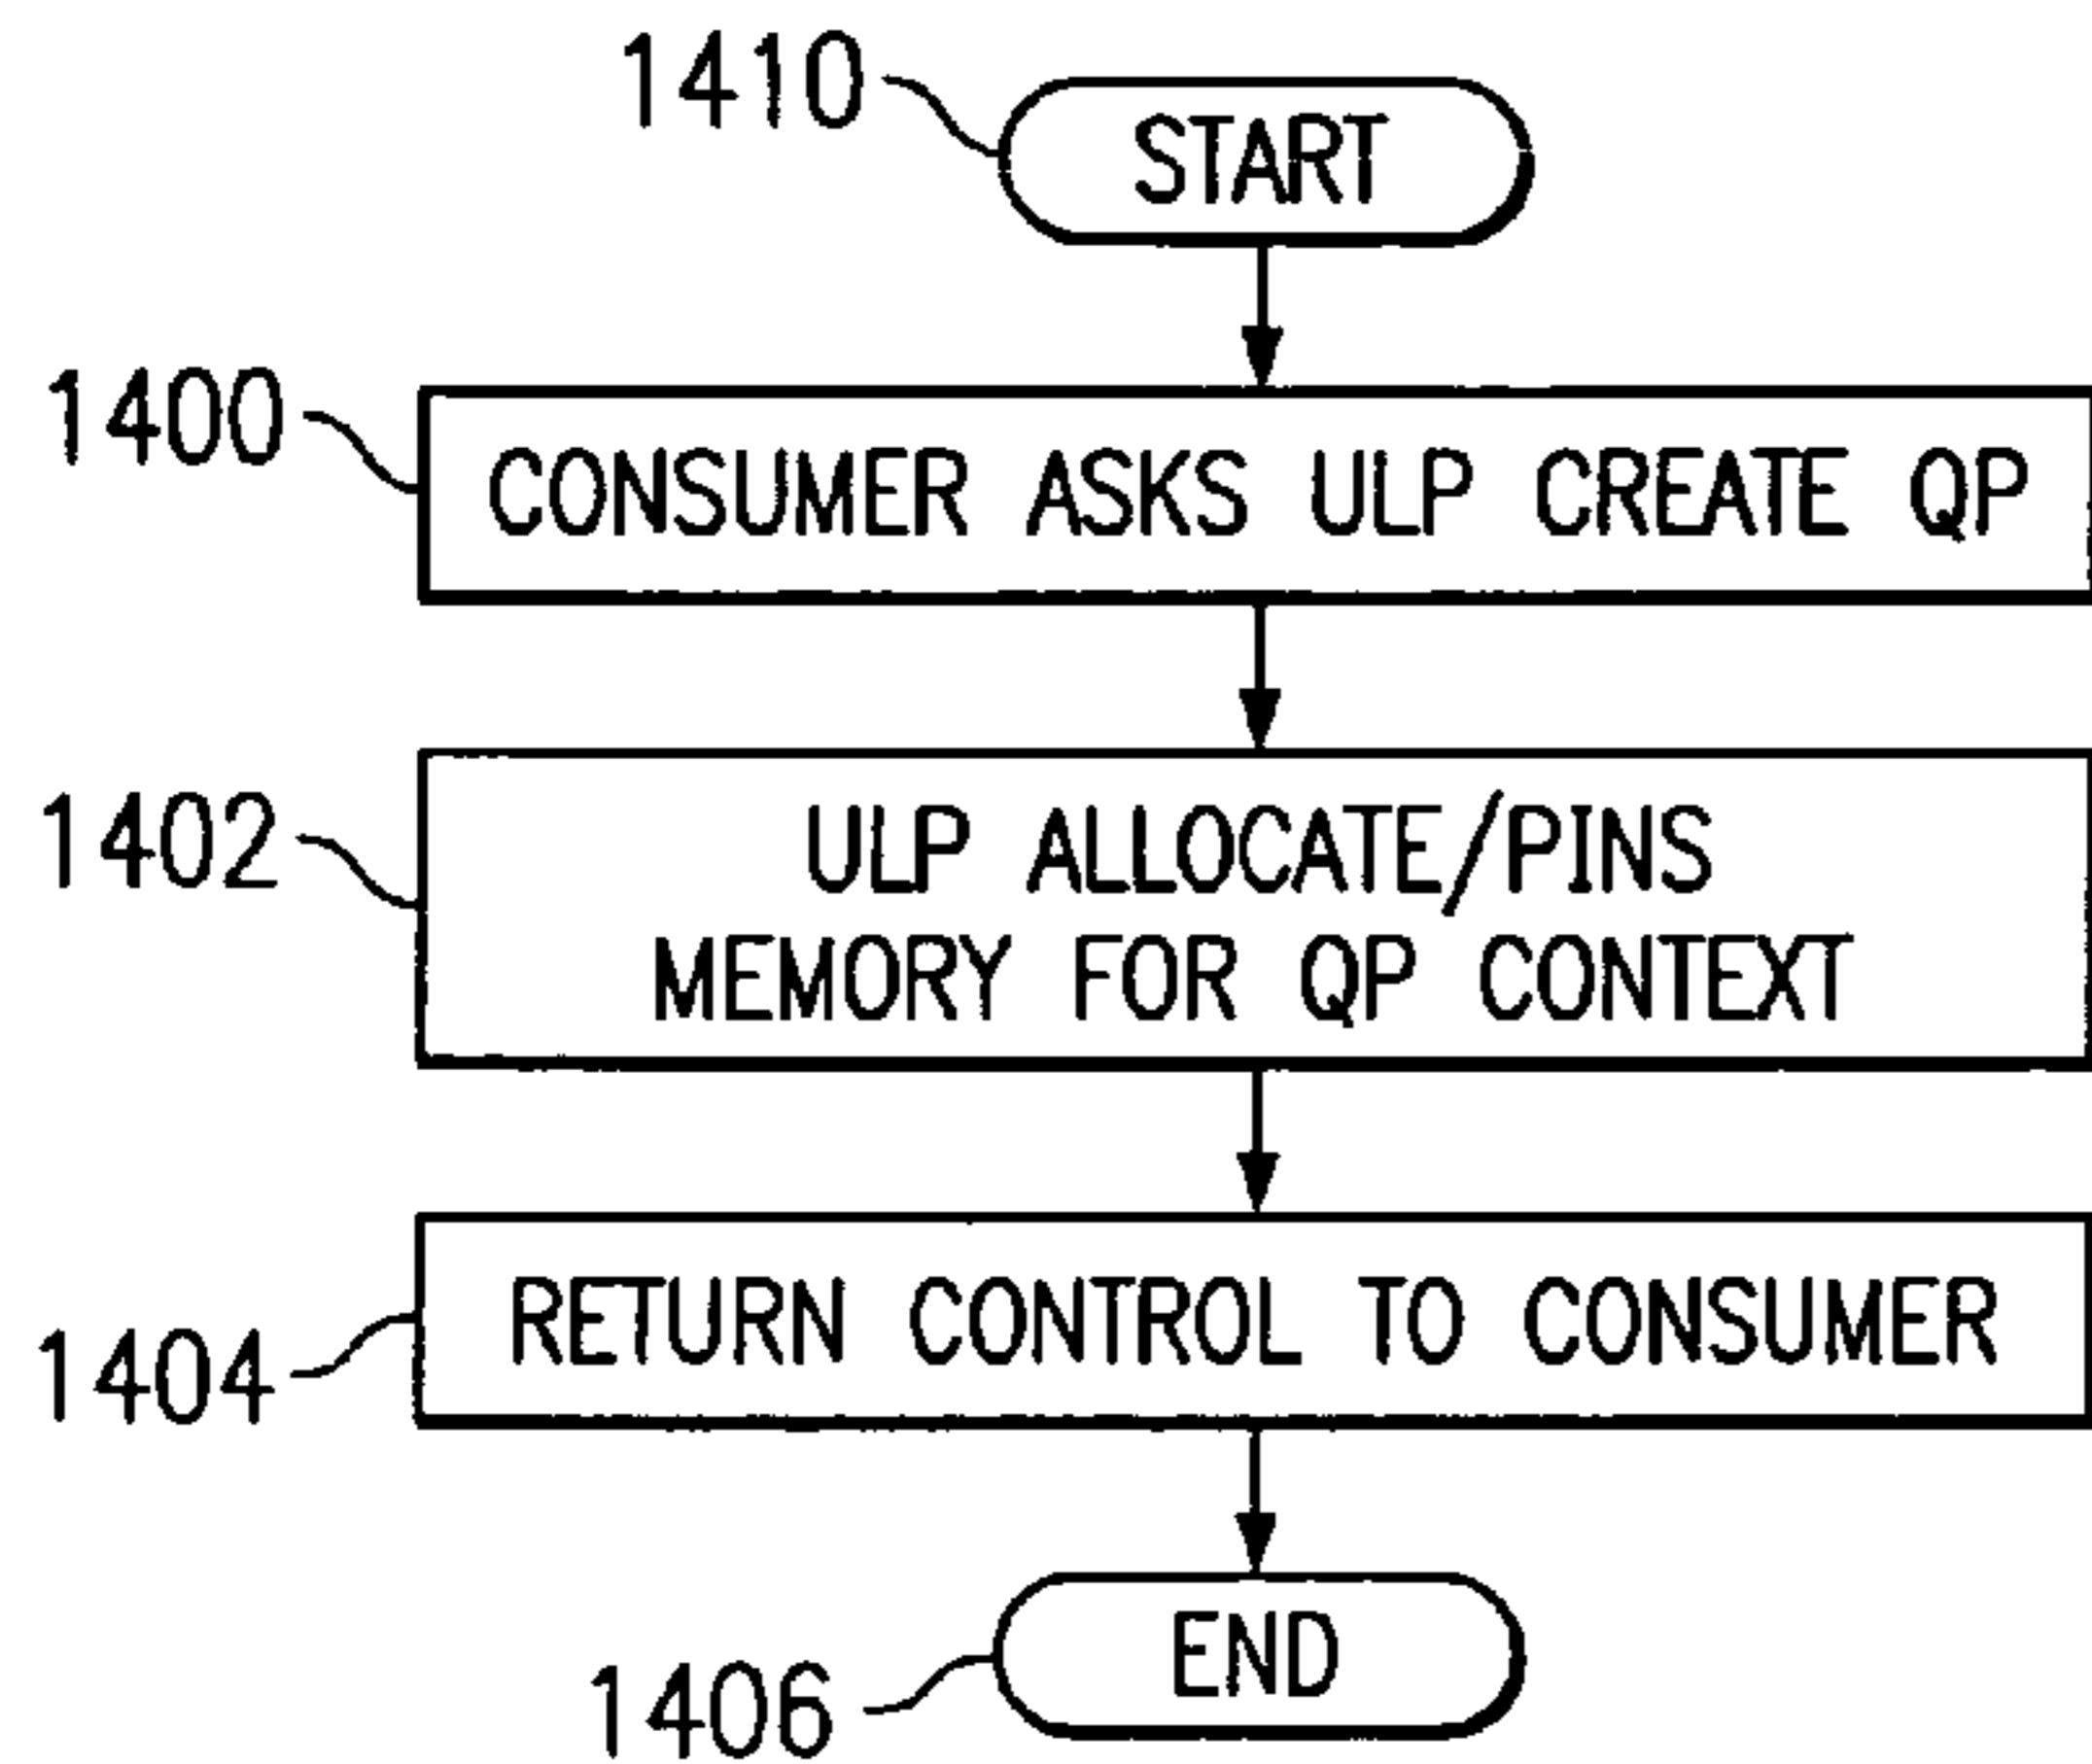 1410
START
1400
CONSUMER ASKS ULP CREATE QP
1402
ULP ALLOCATE/PINS
MEMORY FOR QP CONTEXT
1404
RETURN CONTROL TO CONSUMER
1406
END